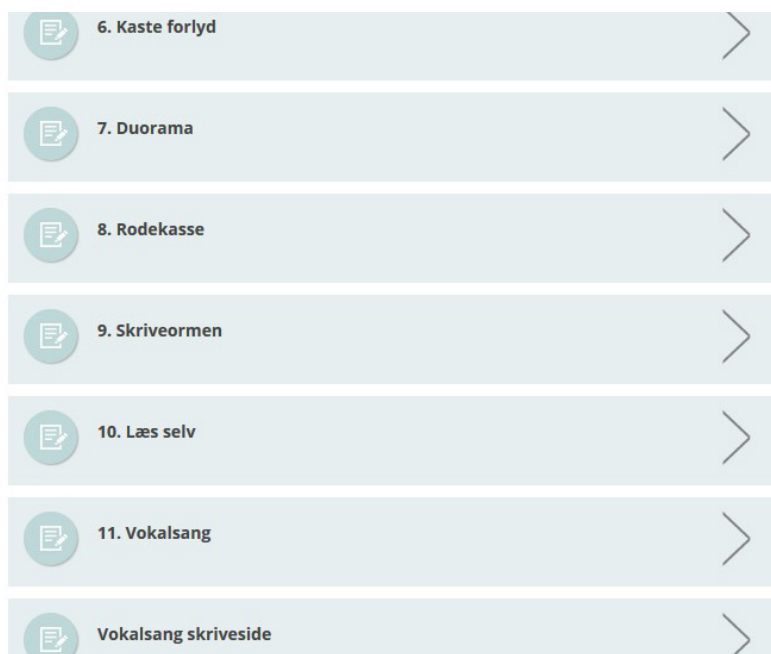 6. Kaste forlyd
7. Duorama
8. Rodekasse
9. Skriveormen
10. Læs selv
11. Vokalsang
Vokalsang skriveside